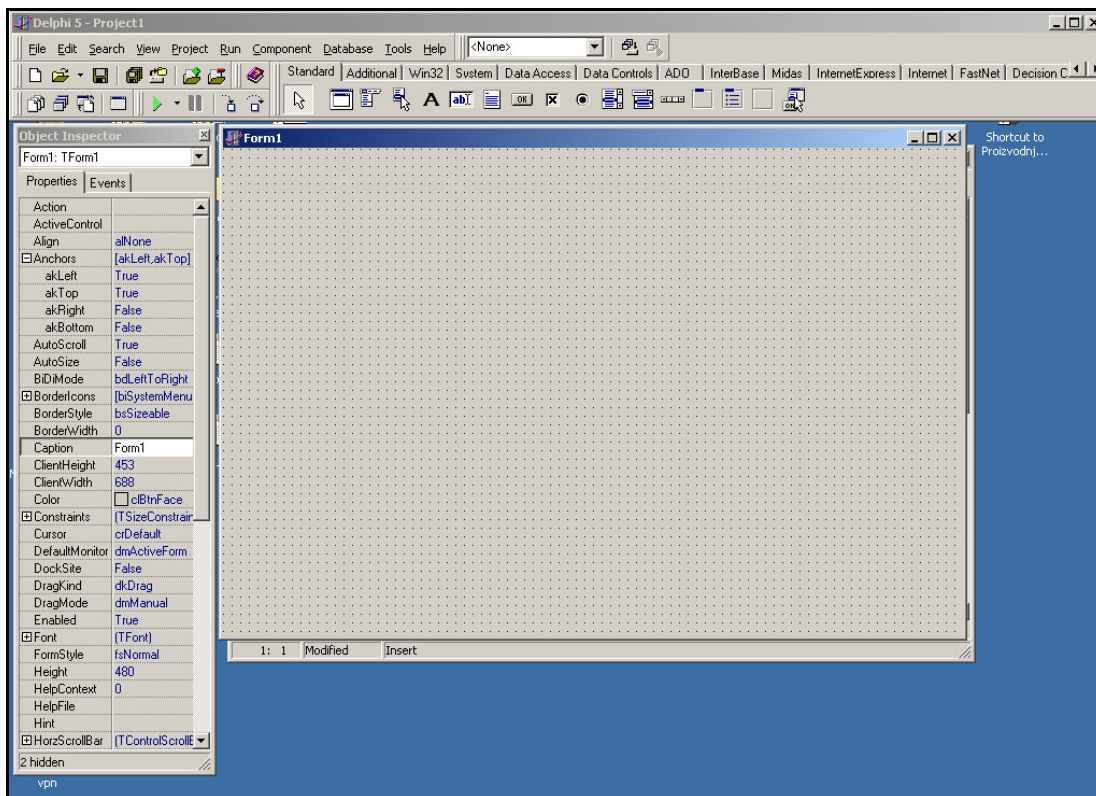 Delphi 5 - Project1
File Edit Search View Project Run Component Database Tools Help <None>
Standard Additional Win32 System Data Access Data Controls ADO InterBase Midas InternetExpress Internet FastNet Decision C
Object Inspector
Form1: TForm1
Properties Events
Action
ActiveControl
Align alNone
Anchors [akLeft,akTop]
akLeft True
akTop True
akRight False
akBottom False
AutoScroll True
AutoSize False
BiDiMode bdLeftToRight
BorderIcons [biSystemMenu
BorderStyle bsSizeable
BorderWidth 0
Caption Form1
ClientHeight 453
ClientWidth 688
Color clBtnFace
Constraints (TSizeConstrain
Cursor crDefault
DefaultMonitor dmActiveForm
DockSite False
DragKind dkDrag
DragMode dmManual
Enabled True
Font (TFont)
FormStyle fsNormal
Height 480
HelpContext 0
HelpFile
Hint
HorzScrollBar (TControlScrollB
2 hidden
vpn
Form1
1: 1 Modified Insert
Shortcut to
Proizvodnj...